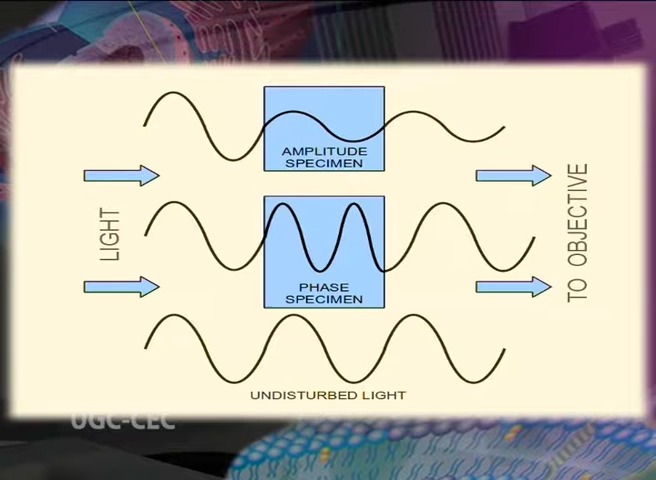 AMPLITUDE
SPECIMEN
LIGHT
PHASE
SPECIMEN
TO OBJECTIVE
UNDISTURBED LIGHT
UGC-CEC